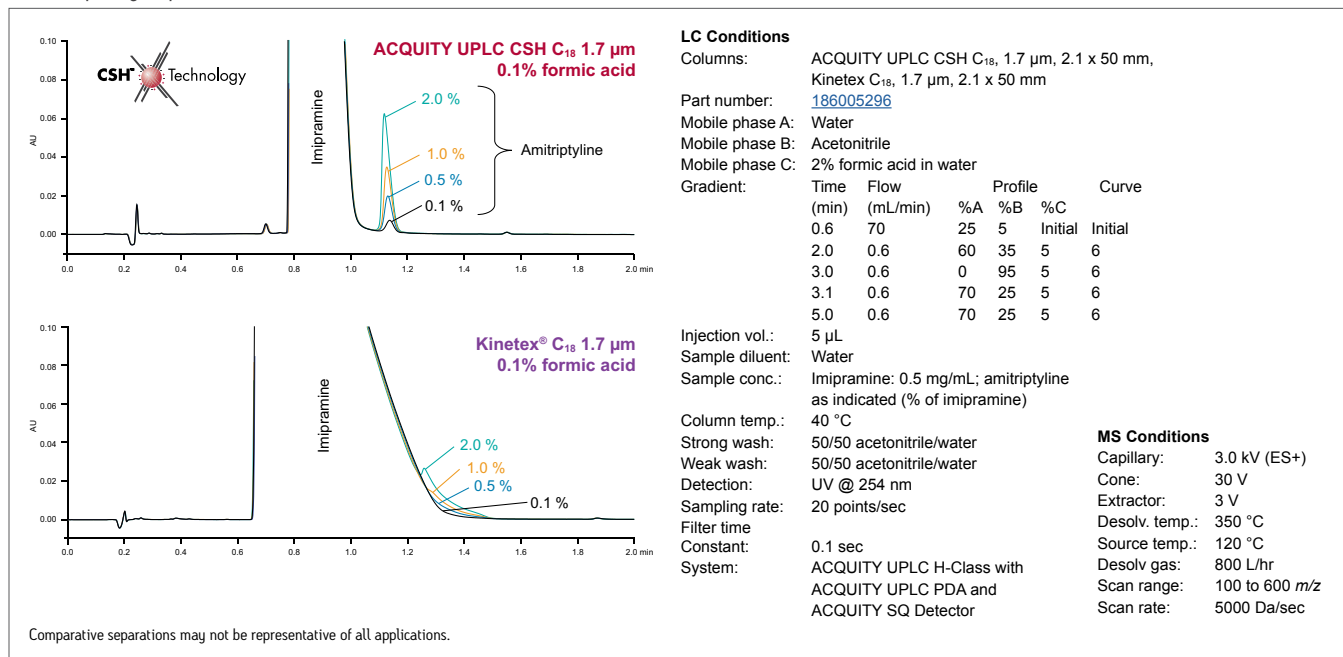 CSH™ Technology
ACQUITY UPLC CSH C₁₈ 1.7 µm
0.1% formic acid
AU
0.10
0.08
0.06
0.04
0.02
0.00
Imipramine
2.0 %
1.0 %
0.5 %
0.1 %
Amitriptyline
0.0 0.2 0.4 0.6 0.8 1.0 1.2 1.4 1.6 1.8 2.0 min
Kinetex® C₁₈ 1.7 µm
0.1% formic acid
AU
0.10
0.08
0.06
0.04
0.02
0.00
Imipramine
2.0 %
1.0 %
0.5 %
0.1 %
0.0 0.2 0.4 0.6 0.8 1.0 1.2 1.4 1.6 1.8 2.0 min
Comparative separations may not be representative of all applications.
LC Conditions
Columns: ACQUITY UPLC CSH C₁₈, 1.7 µm, 2.1 x 50 mm,
Kinetex C₁₈, 1.7 µm, 2.1 x 50 mm
Part number: 186005296
Mobile phase A: Water
Mobile phase B: Acetonitrile
Mobile phase C: 2% formic acid in water
Gradient: Time Flow Profile Curve
(min) (mL/min) %A %B %C
0.6 70 25 5 Initial Initial
2.0 0.6 60 35 5 6
3.0 0.6 0 95 5 6
3.1 0.6 70 25 5 6
5.0 0.6 70 25 5 6
Injection vol.: 5 µL
Sample diluent: Water
Sample conc.: Imipramine: 0.5 mg/mL; amitriptyline
as indicated (% of imipramine)
Column temp.: 40 °C
Strong wash: 50/50 acetonitrile/water
Weak wash: 50/50 acetonitrile/water
Detection: UV @ 254 nm
Sampling rate: 20 points/sec
Filter time
Constant: 0.1 sec
System: ACQUITY UPLC H-Class with
ACQUITY UPLC PDA and
ACQUITY SQ Detector
MS Conditions
Capillary: 3.0 kV (ES+)
Cone: 30 V
Extractor: 3 V
Desolv. temp.: 350 °C
Source temp.: 120 °C
Desolv gas: 800 L/hr
Scan range: 100 to 600 m/z
Scan rate: 5000 Da/sec